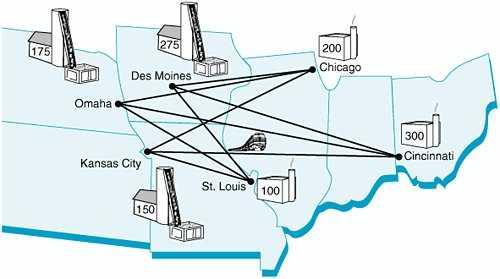 175
275
200
Des Moines
Chicago
Omaha
300
Kansas City
Cincinnati
St. Louis
100
150